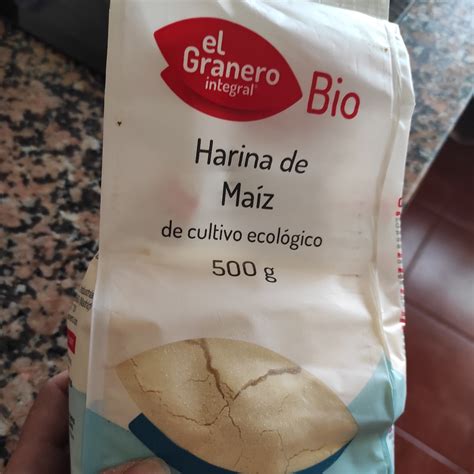 el
Granero
integral®
Bio
Harina de
Maíz
de cultivo ecológico
500 g